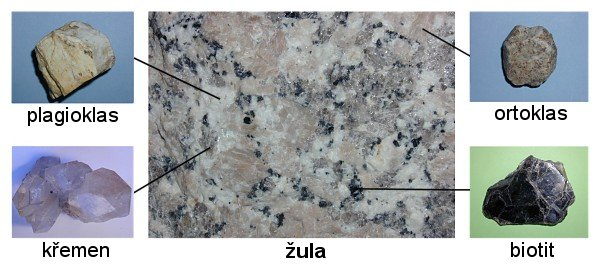 plagioklas
ortoklas
křemen
žula
biotit